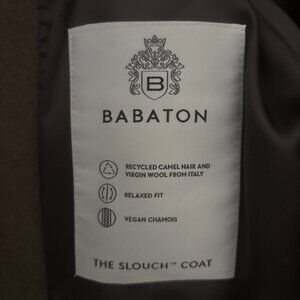 B
BABATON
RECYCLED CAMEL HAIR AND
VIRGIN WOOL FROM ITALY
RELAXED FIT
VEGAN CHAMOIS
THE SLOUCH™ COAT